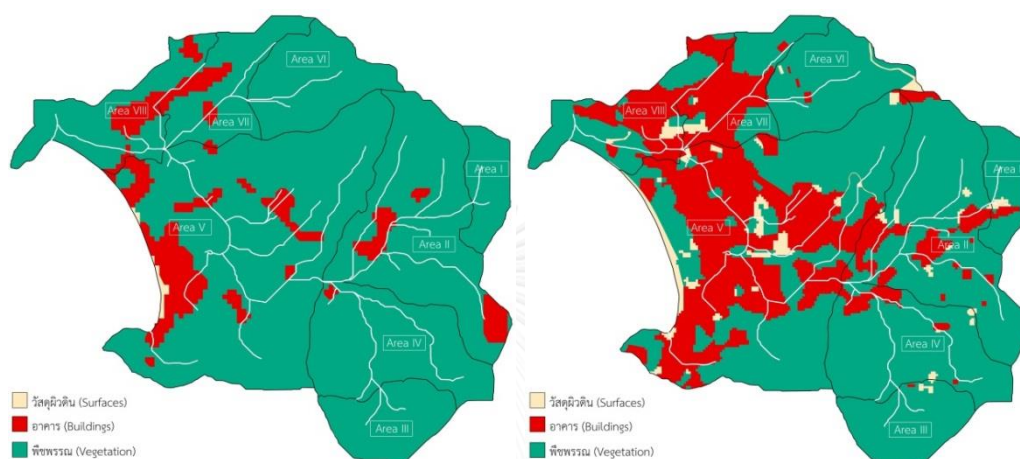 Area VI
Area VIII
Area VII
Area I
Area V
Area II
Area IV
Area III
วัสดุผิวดิน (Surfaces)
อาคาร (Buildings)
พืชพรรณ (Vegetation)
Area VI
Area VIII
Area VII
Area I
Area V
Area II
Area IV
Area III
วัสดุผิวดิน (Surfaces)
อาคาร (Buildings)
พืชพรรณ (Vegetation)